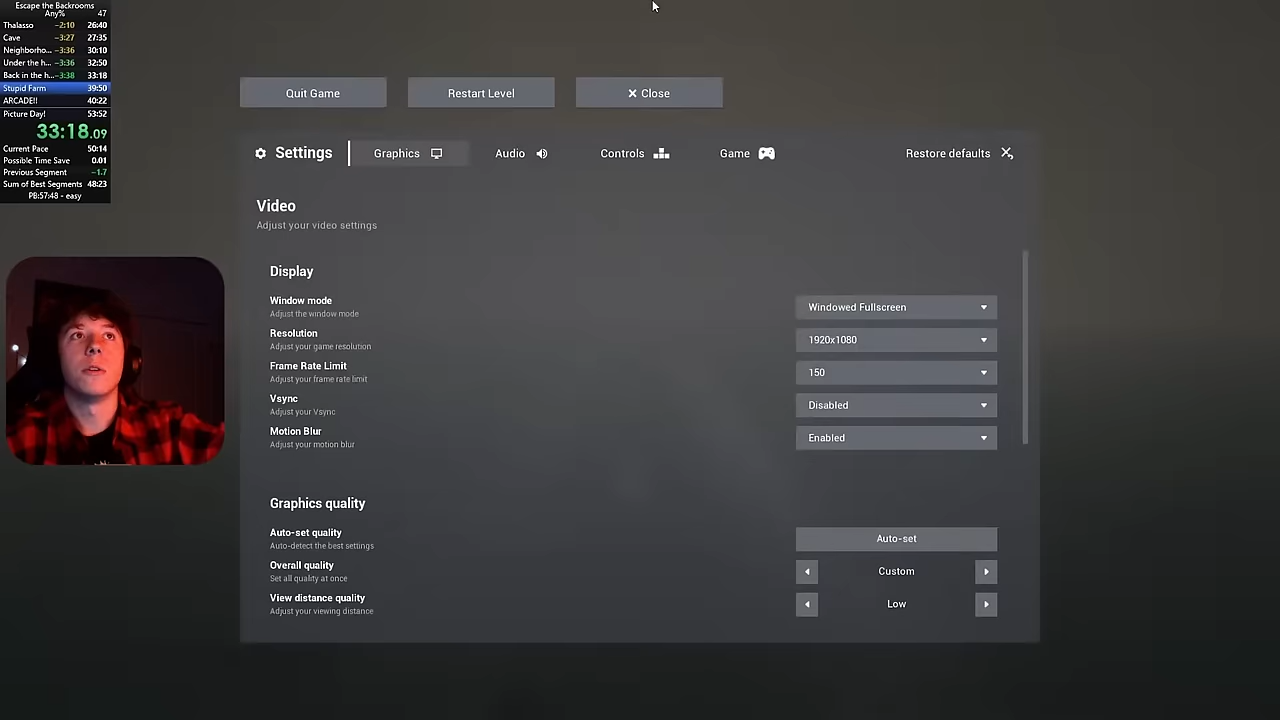 Escape the Backrooms
Any% 47
Thalasso −2:10 26:40
Cave −3:27 27:35
Neighborho... −3:36 30:10
Under the h... −3:36 32:50
Back in the h... −3:38 33:18
Stupid Farm 39:50
ARCADE!! 40:22
Picture Day! 53:52
33:18.09
Current Pace 50:14
Possible Time Save 0.01
Previous Segment −1.7
Sum of Best Segments 48:23
PB:57:48 - easy
Quit Game
Restart Level
Close
Settings
Graphics
Audio
Controls
Game
Restore defaults
Video
Adjust your video settings
Display
Window mode
Adjust the window mode
Windowed Fullscreen
Resolution
Adjust your game resolution
1920x1080
Frame Rate Limit
Adjust your frame rate limit
150
Vsync
Adjust your Vsync
Disabled
Motion Blur
Adjust your motion blur
Enabled
Graphics quality
Auto-set quality
Auto-detect the best settings
Auto-set
Overall quality
Set all quality at once
Custom
View distance quality
Adjust your viewing distance
Low